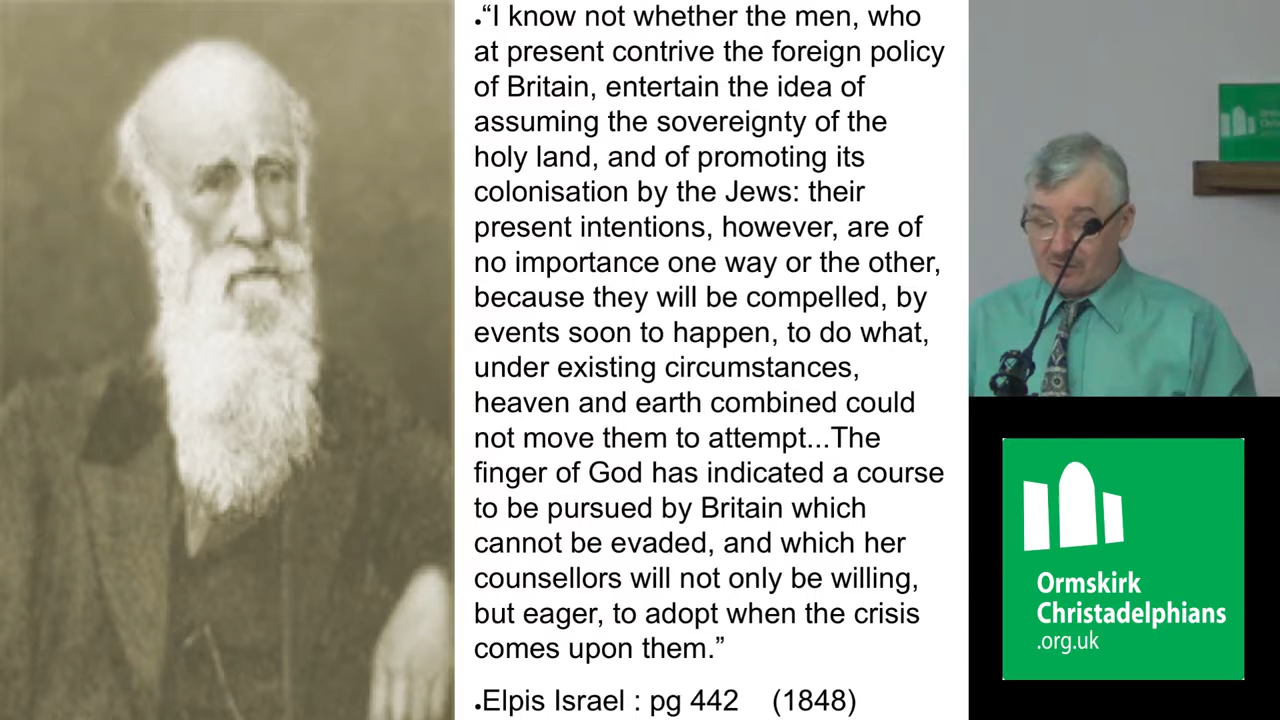 •“I know not whether the men, who
at present contrive the foreign policy
of Britain, entertain the idea of
assuming the sovereignty of the
holy land, and of promoting its
colonisation by the Jews: their
present intentions, however, are of
no importance one way or the other,
because they will be compelled, by
events soon to happen, to do what,
under existing circumstances,
heaven and earth combined could
not move them to attempt...The
finger of God has indicated a course
to be pursued by Britain which
cannot be evaded, and which her
counsellors will not only be willing,
but eager, to adopt when the crisis
comes upon them.”
•Elpis Israel : pg 442 (1848)
Ormskirk
Christadelphians
.org.uk